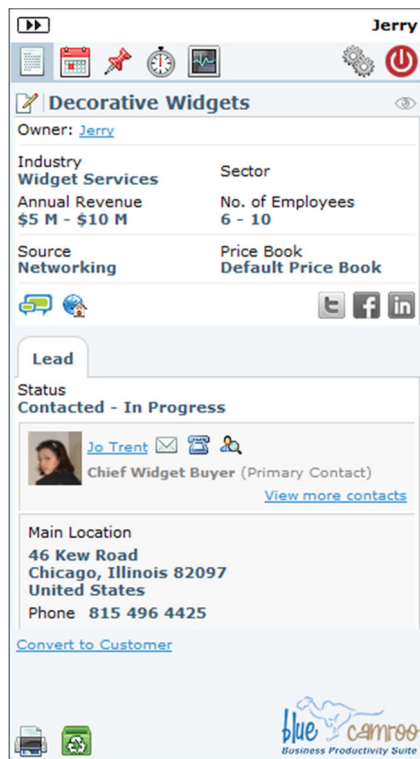 Jerry
Decorative Widgets
Owner: Jerry
Industry
Widget Services
Sector
Annual Revenue
$5 M - $10 M
No. of Employees
6 - 10
Source
Networking
Price Book
Default Price Book
t f in
Lead
Status
Contacted - In Progress
Jo Trent
Chief Widget Buyer (Primary Contact)
View more contacts
Main Location
46 Kew Road
Chicago, Illinois 82097
United States
Phone 815 496 4425
Convert to Customer
blue camroo
Business Productivity Suite